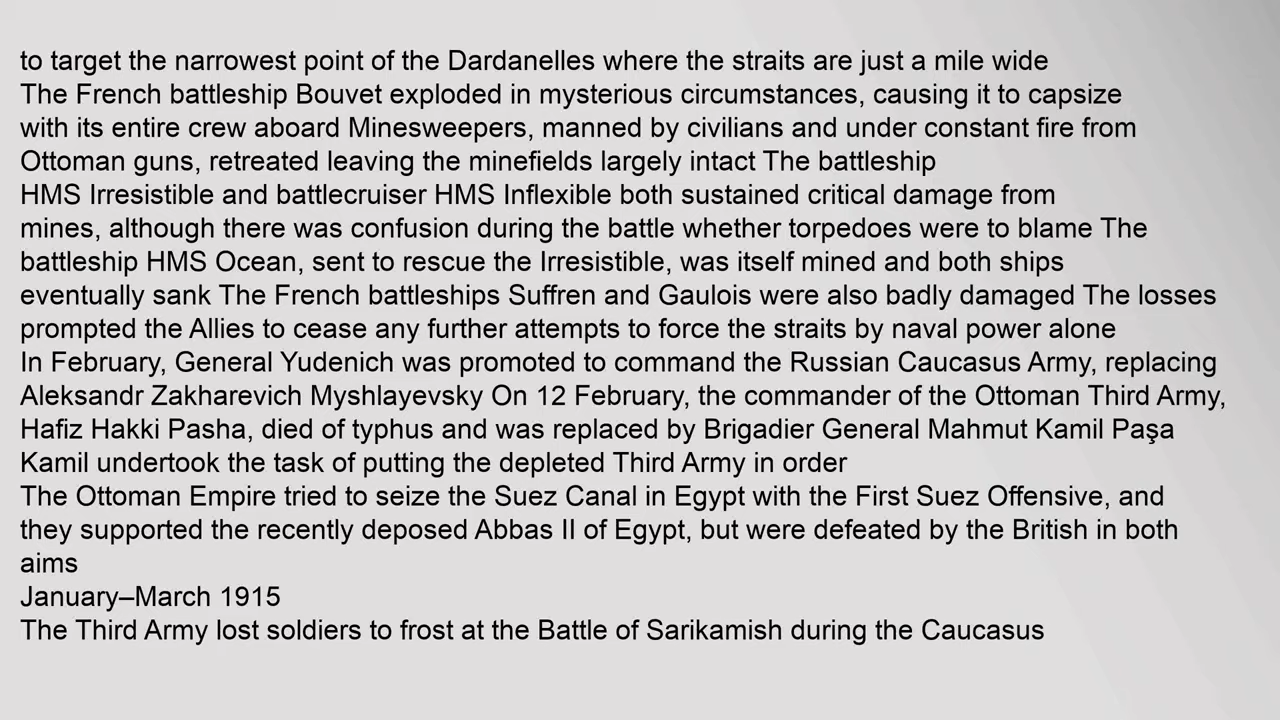 to target the narrowest point of the Dardanelles where the straits are just a mile wide
The French battleship Bouvet exploded in mysterious circumstances, causing it to capsize
with its entire crew aboard Minesweepers, manned by civilians and under constant fire from
Ottoman guns, retreated leaving the minefields largely intact The battleship
HMS Irresistible and battlecruiser HMS Inflexible both sustained critical damage from
mines, although there was confusion during the battle whether torpedoes were to blame The
battleship HMS Ocean, sent to rescue the Irresistible, was itself mined and both ships
eventually sank The French battleships Suffren and Gaulois were also badly damaged The losses
prompted the Allies to cease any further attempts to force the straits by naval power alone
In February, General Yudenich was promoted to command the Russian Caucasus Army, replacing
Aleksandr Zakharevich Myshlayevsky On 12 February, the commander of the Ottoman Third Army,
Hafiz Hakki Pasha, died of typhus and was replaced by Brigadier General Mahmut Kamil Paşa
Kamil undertook the task of putting the depleted Third Army in order
The Ottoman Empire tried to seize the Suez Canal in Egypt with the First Suez Offensive, and
they supported the recently deposed Abbas II of Egypt, but were defeated by the British in both
aims
January–March 1915
The Third Army lost soldiers to frost at the Battle of Sarikamish during the Caucasus